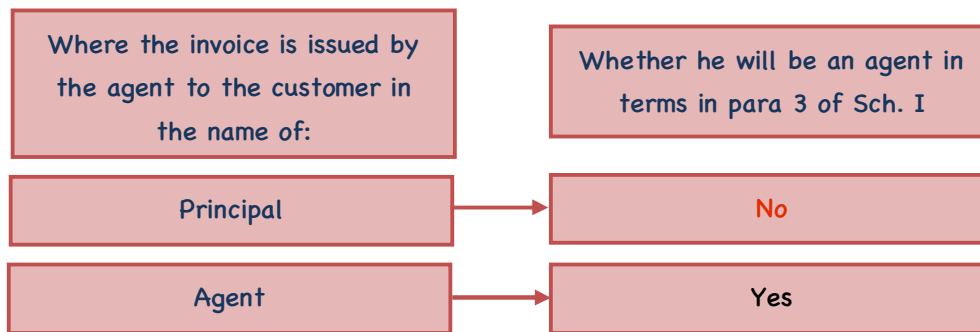 Where the invoice is issued by
the agent to the customer in
the name of:
Whether he will be an agent in
terms in para 3 of Sch. I
Principal
No
Agent
Yes